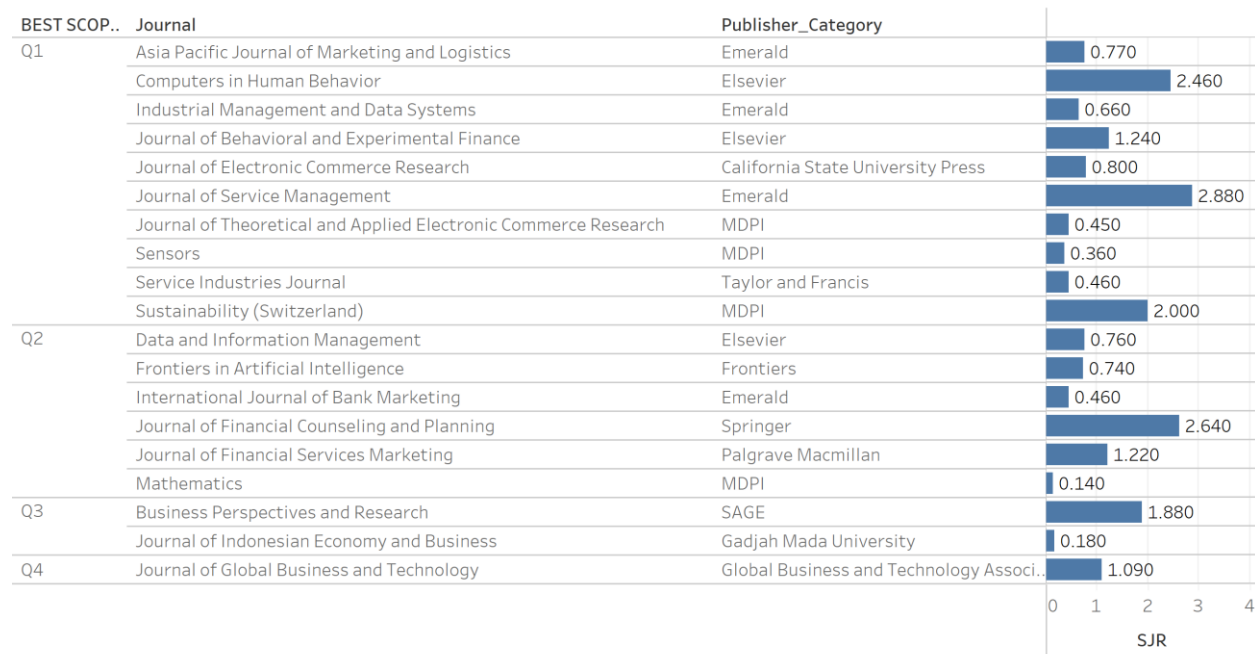 BEST SCOP.. Journal Publisher_Category
Q1 Asia Pacific Journal of Marketing and Logistics Emerald 0.770
Computers in Human Behavior Elsevier 2.460
Industrial Management and Data Systems Emerald 0.660
Journal of Behavioral and Experimental Finance Elsevier 1.240
Journal of Electronic Commerce Research California State University Press 0.800
Journal of Service Management Emerald 2.880
Journal of Theoretical and Applied Electronic Commerce Research MDPI 0.450
Sensors MDPI 0.360
Service Industries Journal Taylor and Francis 0.460
Sustainability (Switzerland) MDPI 2.000
Q2 Data and Information Management Elsevier 0.760
Frontiers in Artificial Intelligence Frontiers 0.740
International Journal of Bank Marketing Emerald 0.460
Journal of Financial Counseling and Planning Springer 2.640
Journal of Financial Services Marketing Palgrave Macmillan 1.220
Mathematics MDPI 0.140
Q3 Business Perspectives and Research SAGE 1.880
Journal of Indonesian Economy and Business Gadjah Mada University 0.180
Q4 Journal of Global Business and Technology Global Business and Technology Associ.. 1.090
0 1 2 3 4
SJR